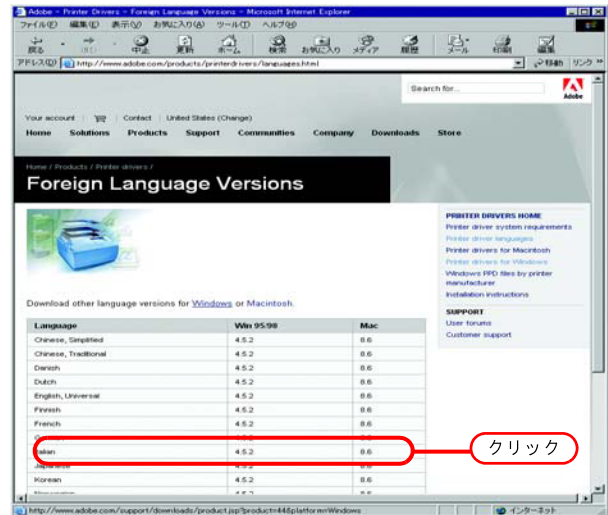 Adobe - Printer Drivers - Foreign Language Versions - Microsoft Internet Explorer
ファイル(F) 編集(E) 表示(V) お気に入り(A) ツール(T) ヘルプ(H)
戻る 中止 更新 ホーム 検索 お気に入り メディア 履歴 メール 印刷 編集
アドレス(D) http://www.adobe.com/products/printerdrivers/languages.html 移動 リンク »
Search for...
Adobe
Your account Contact United States (Change)
Home Solutions Products Support Communities Company Downloads Store
Home / Products / Printer drivers /
Foreign Language Versions
PRINTER DRIVERS HOME
Printer driver system requirements
Printer driver languages
Printer drivers for Macintosh
Printer drivers for Windows
Windows PPD files by printer
manufacturer
Installation instructions
SUPPORT
User forums
Customer support
Download other language versions for Windows or Macintosh.
Language Win 95.98 Mac
Chinese, Simplified 4.5.2 8.6
Chinese, Traditional 4.5.2 8.6
Danish 4.5.2 8.6
Dutch 4.5.2 8.6
English, Universal 4.5.2 8.6
Finnish 4.5.2 8.6
French 4.5.2 8.6
Italian 4.5.2 8.6
クリック
Japanese
Korean 4.5.2 8.6
http://www.adobe.com/support/downloads/product.jsp?product=44&platform=Windows インターネット